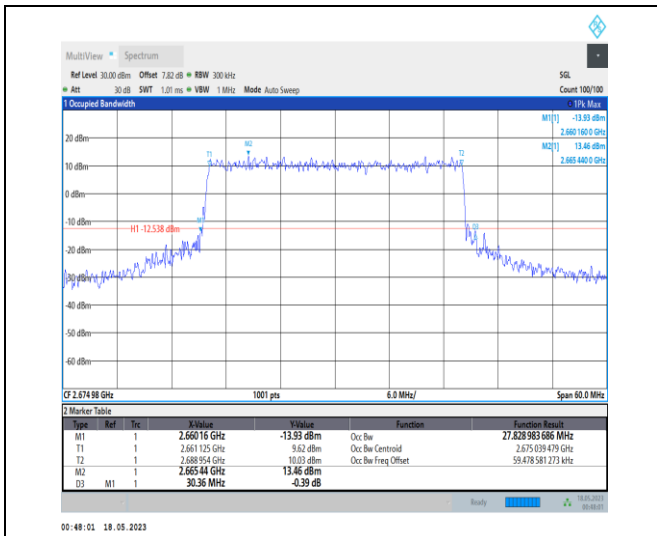 MultiView Spectrum
Ref Level 30.00 dBm Offset 7.82 dB RBW 300 kHz SGL
Att 30 dB SWT 1.01 ms VBW 1 MHz Mode Auto Sweep Count 100/100
1 Occupied Bandwidth 1Pk Max
M1[1] -13.93 dBm
2.660 160 0 GHz
M2[1] 13.46 dBm
2.665 440 0 GHz
20 dBm
M2
T1
T2
10 dBm
0 dBm
-10 dBm
M1
H1 -12.538 dBm
D3
-20 dBm
-30 dBm
-40 dBm
-50 dBm
-60 dBm
CF 2.674 98 GHz 1001 pts 6.0 MHz/ Span 60.0 MHz
2 Marker Table
Type Ref Trc X-Value Y-Value Function Function Result
M1 1 2.66016 GHz -13.93 dBm Occ Bw 27.828 983 686 MHz
T1 1 2.661 125 GHz 9.62 dBm Occ Bw Centroid 2.675 039 479 GHz
T2 1 2.688 954 GHz 10.03 dBm Occ Bw Freq Offset 59.478 581 273 kHz
M2 1 2.66544 GHz 13.46 dBm
D3 M1 1 30.36 MHz -0.39 dB
Ready 18.05.2023
00:48:01
00:48:01 18.05.2023